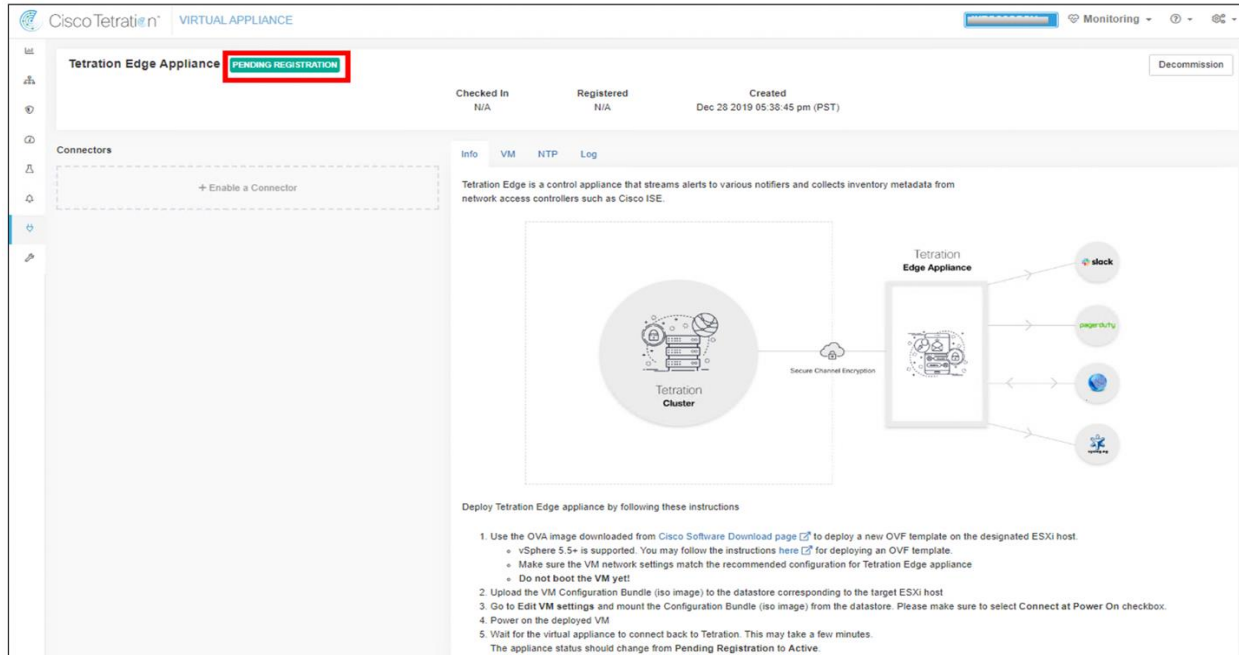 Cisco Tetration™ VIRTUAL APPLIANCE
Monitoring
Tetration Edge Appliance PENDING REGISTRATION
Decommission
Checked In Registered Created
N/A N/A Dec 28 2019 05:38:45 pm (PST)
Connectors
+ Enable a Connector
Info VM NTP Log
Tetration Edge is a control appliance that streams alerts to various notifiers and collects inventory metadata from
network access controllers such as Cisco ISE.
Tetration
Edge Appliance
slack
pagerduty
Secure Channel Encryption
Tetration
Cluster
Deploy Tetration Edge appliance by following these instructions
1. Use the OVA image downloaded from Cisco Software Download page to deploy a new OVF template on the designated ESXi host.
vSphere 5.5+ is supported. You may follow the instructions here for deploying an OVF template.
Make sure the VM network settings match the recommended configuration for Tetration Edge appliance
Do not boot the VM yet!
2. Upload the VM Configuration Bundle (iso image) to the datastore corresponding to the target ESXi host
3. Go to Edit VM settings and mount the Configuration Bundle (iso image) from the datastore. Please make sure to select Connect at Power On checkbox.
4. Power on the deployed VM
5. Wait for the virtual appliance to connect back to Tetration. This may take a few minutes.
The appliance status should change from Pending Registration to Active.